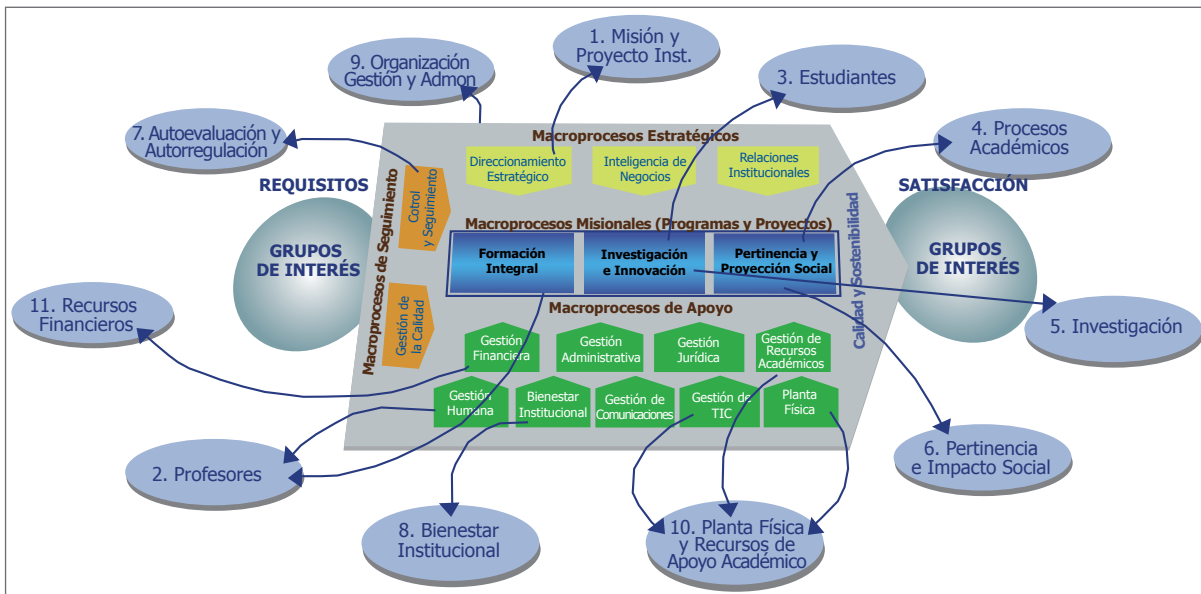 1. Misión y
Proyecto Inst.
9. Organización
Gestión y Admon
3. Estudiantes
7. Autoevaluación y
Autorregulación
4. Procesos
Académicos
Macroprocesos Estratégicos
Direccionamiento
Estratégico
Inteligencia de
Negocios
Relaciones
Institucionales
REQUISITOS
GRUPOS
DE INTERÉS
Macroprocesos de Seguimiento
Cotrol
y Seguimiento
Gestión de
la Calidad
Macroprocesos Misionales (Programas y Proyectos)
Formación
Integral
Investigación
e Innovación
Pertinencia y
Proyección Social
Calidad y Sostenibilidad
SATISFACCIÓN
GRUPOS
DE INTERÉS
Macroprocesos de Apoyo
Gestión
Financiera
Gestión
Administrativa
Gestión
Jurídica
Gestión de
Recursos
Académicos
Gestión
Humana
Bienestar
Institucional
Gestión de
Comunicaciones
Gestión de
TIC
Planta
Física
11. Recursos
Financieros
5. Investigación
2. Profesores
6. Pertinencia
e Impacto Social
8. Bienestar
Institucional
10. Planta Física
y Recursos de
Apoyo Académico